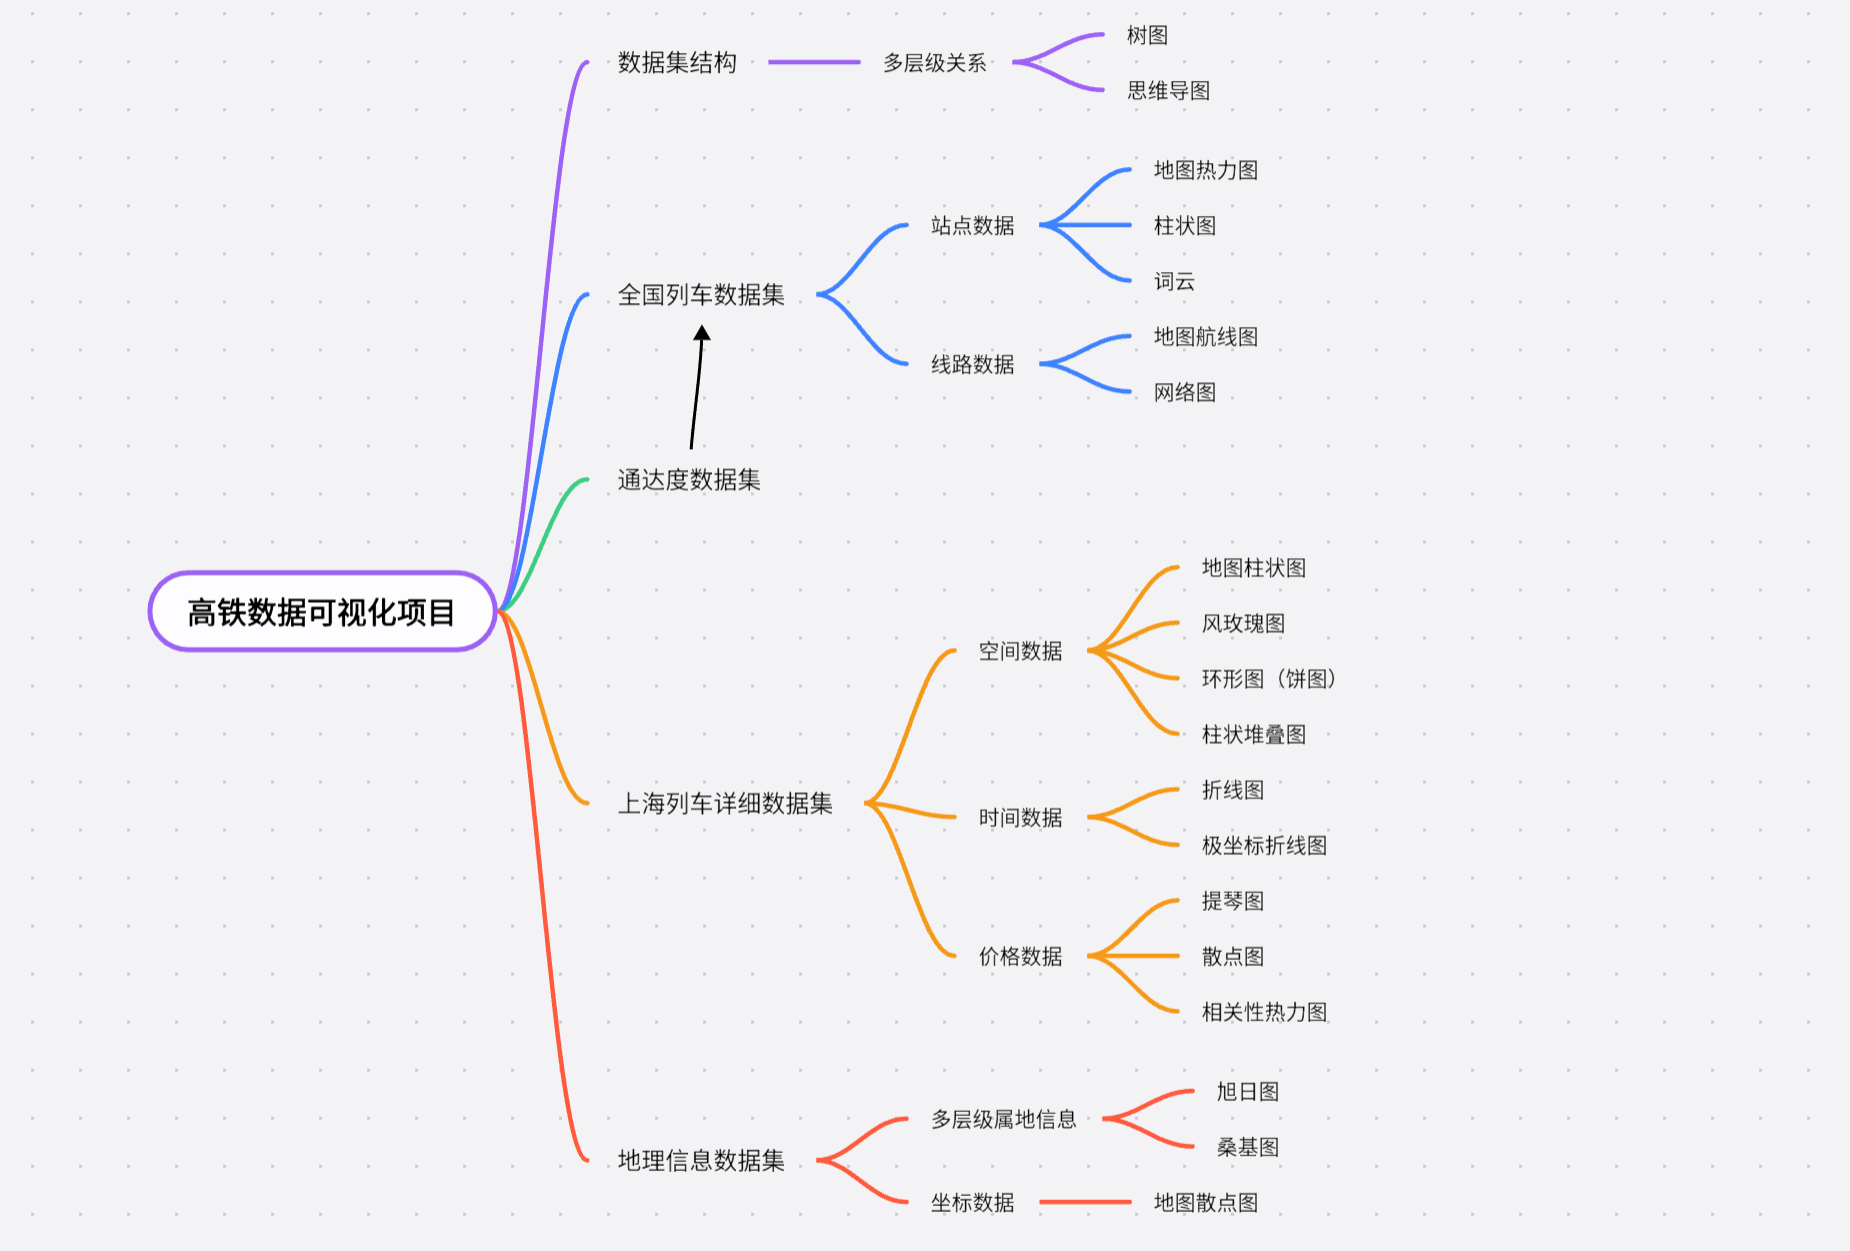 树图
数据集结构
多层级关系
思维导图
地图热力图
站点数据
柱状图
词云
全国列车数据集
地图航线图
线路数据
网络图
通达度数据集
地图柱状图
高铁数据可视化项目
风玫瑰图
空间数据
环形图（饼图）
柱状堆叠图
折线图
上海列车详细数据集
时间数据
极坐标折线图
提琴图
价格数据
散点图
相关性热力图
旭日图
多层级属地信息
桑基图
地理信息数据集
坐标数据
地图散点图